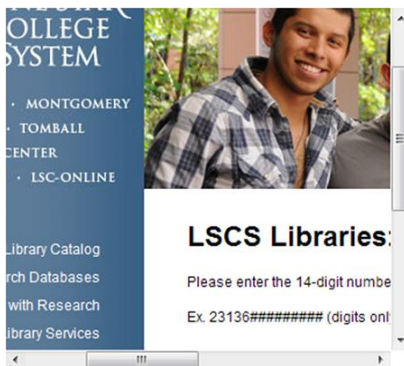 OLLEGE
SYSTEM
· MONTGOMERY
· TOMBALL
CENTER
· LSC-ONLINE
Library Catalog
rch Databases
with Research
ibrary Services
LSCS Libraries:
Please enter the 14-digit numbe
Ex. 23136######### (digits onl